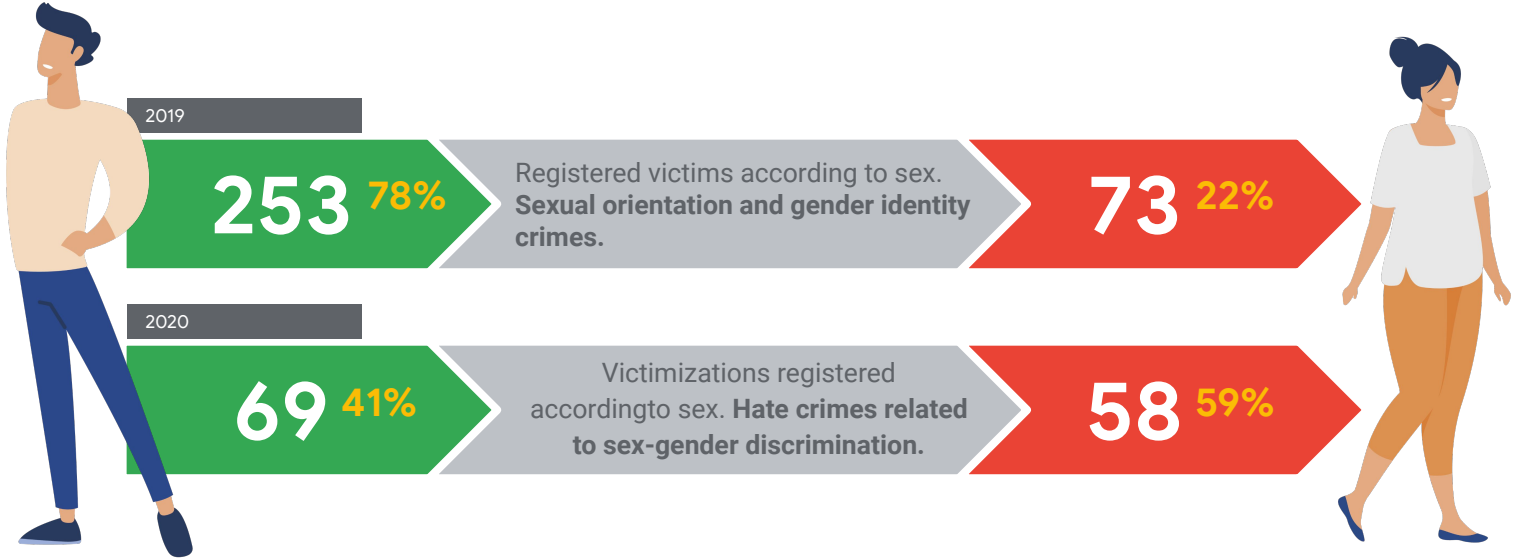 2019
253 78%
Registered victims according to sex.
Sexual orientation and gender identity
crimes.
73 22%
2020
69 41%
Victimizations registered
accordingto sex. Hate crimes related
to sex-gender discrimination.
58 59%